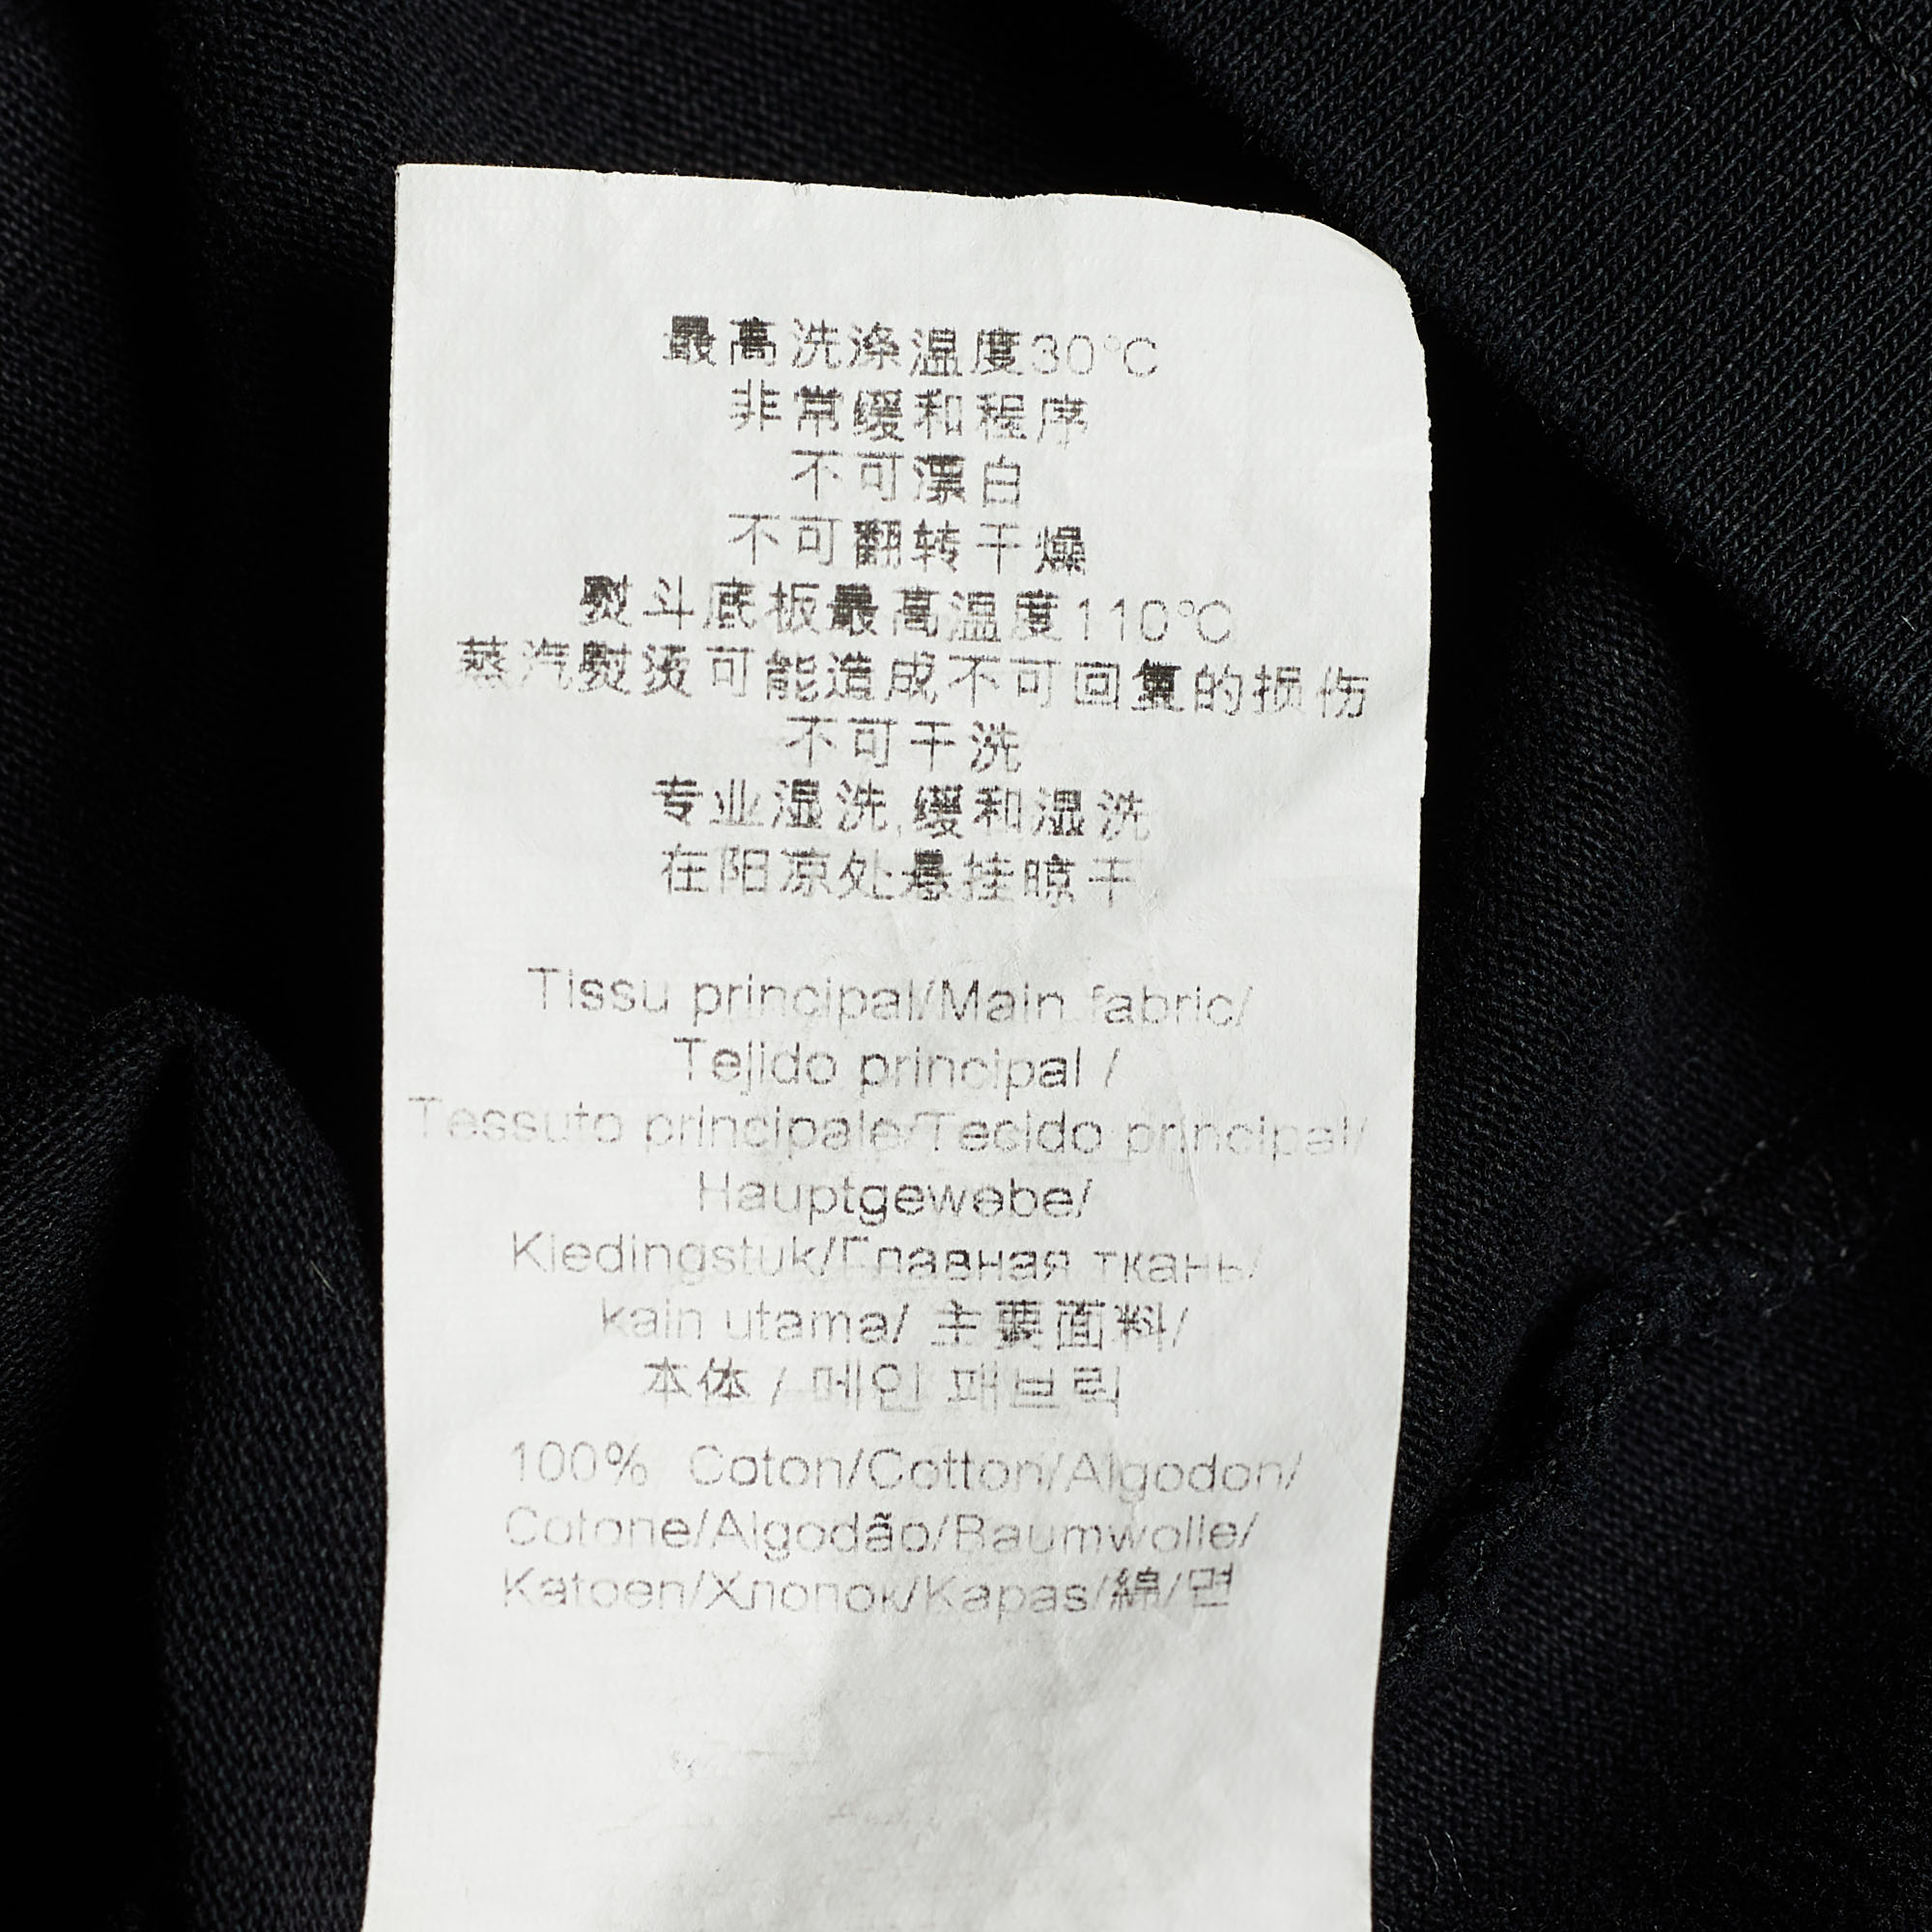 最高洗涤温度30°C
非常缓和程序
不可漂白
不可翻转干燥
熨斗底板最高温度110°C
蒸汽熨烫可能造成不可回复的损伤
不可干洗
专业湿洗,缓和湿洗
在阳凉处悬挂晾干
Tissu principal/Main fabric/
Tejido principal /
Tessuto principale/Tecido principal/
Hauptgewebe/
Kledingstuk/Главная ткань/
kain utama/ 主要面料/
本体 / 메인 패브릭
100% Coton/Cotton/Algodon/
Cotone/Algodão/Baumwolle/
Katoen/Хлопок/Kapas/綿/면